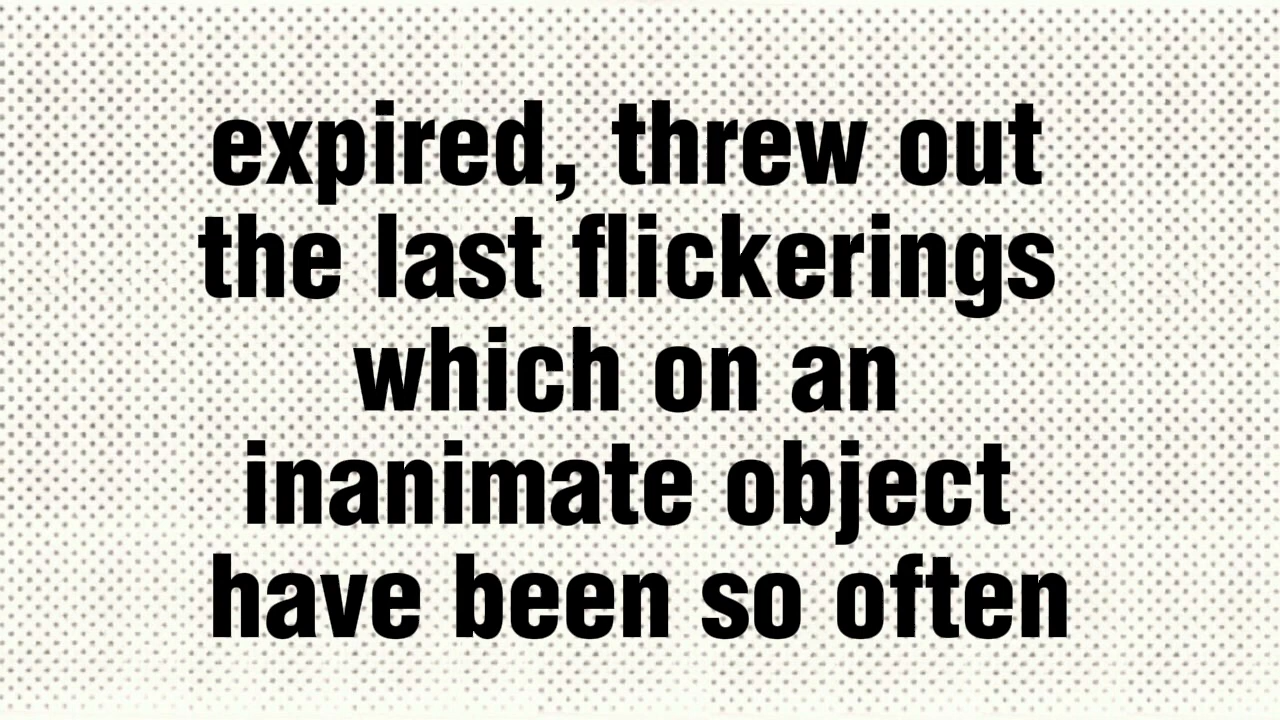 expired, threw out
the last flickerings
which on an
inanimate object
have been so often